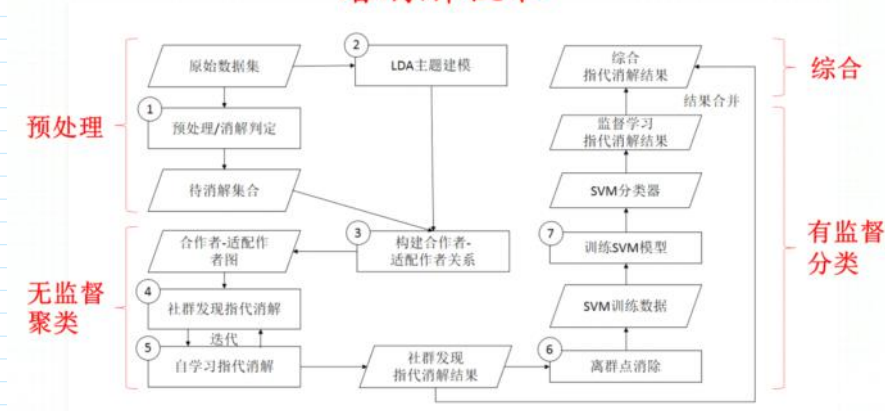 预处理
原始数据集
2
LDA主题建模
1
预处理/消解判定
待消解集合
无监督
聚类
合作者-适配作
者图
3
构建合作者-
适配作者关系
4
社群发现指代消解
迭代
5
自学习指代消解
社群发现
指代消解结果
6
离群点消除
SVM训练数据
7
训练SVM模型
SVM分类器
监督学习
指代消解结果
结果合并
综合
指代消解结果
综合
有监督
分类